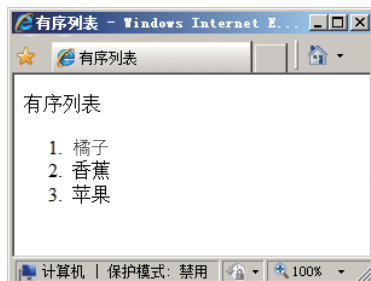 有序列表 - Windows Internet E...
有序列表
有序列表
1. 橘子
2. 香蕉
3. 苹果
计算机 | 保护模式: 禁用 100%